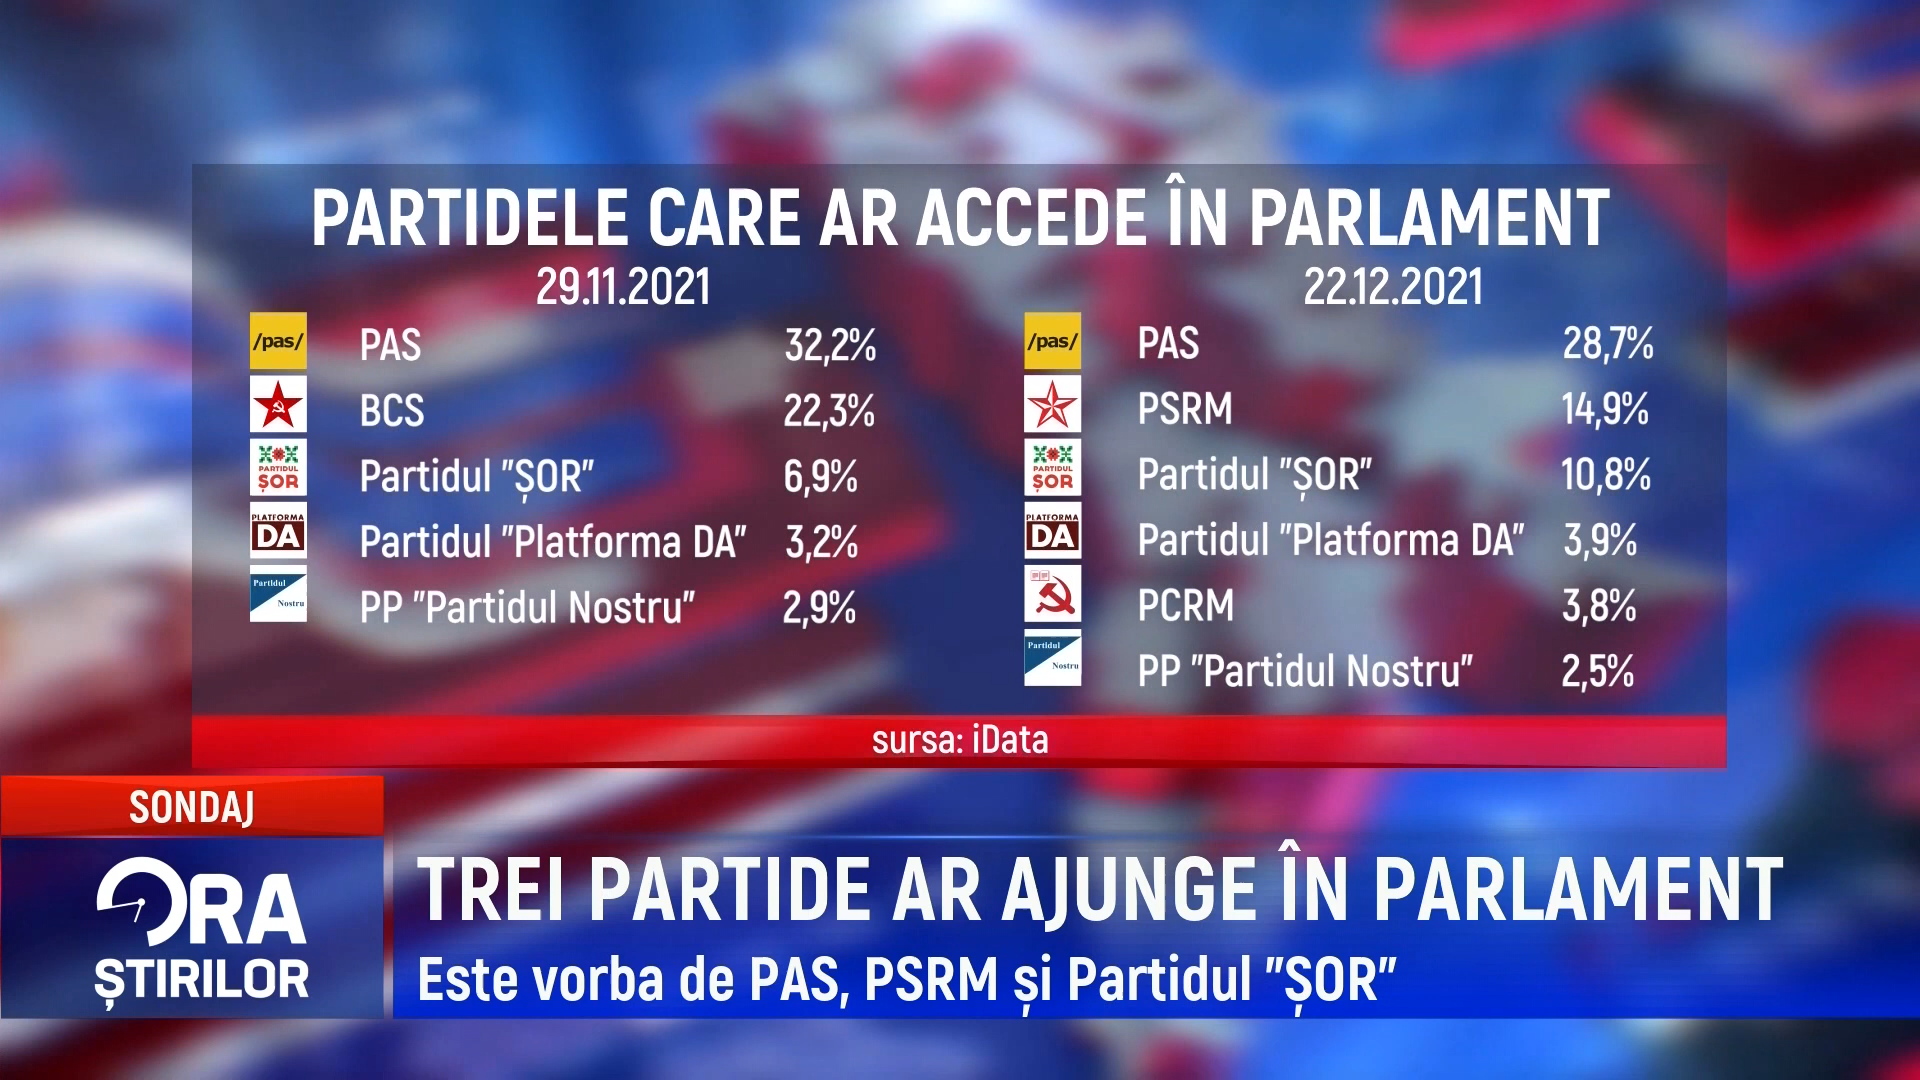 PARTIDELE CARE AR ACCEDE ÎN PARLAMENT
29.11.2021
/pas/ PAS 32,2%
BCS 22,3%
PARTIDUL ȘOR Partidul "ȘOR" 6,9%
PLATFORMA DA Partidul "Platforma DA" 3,2%
Partidul Nostru PP "Partidul Nostru" 2,9%
22.12.2021
/pas/ PAS 28,7%
PSRM 14,9%
PARTIDUL ȘOR Partidul "ȘOR" 10,8%
PLATFORMA DA Partidul "Platforma DA" 3,9%
PCRM 3,8%
Partidul Nostru PP "Partidul Nostru" 2,5%
sursa: iData
SONDAJ
ORA
ȘTIRILOR
TREI PARTIDE AR AJUNGE ÎN PARLAMENT
Este vorba de PAS, PSRM și Partidul "ȘOR"